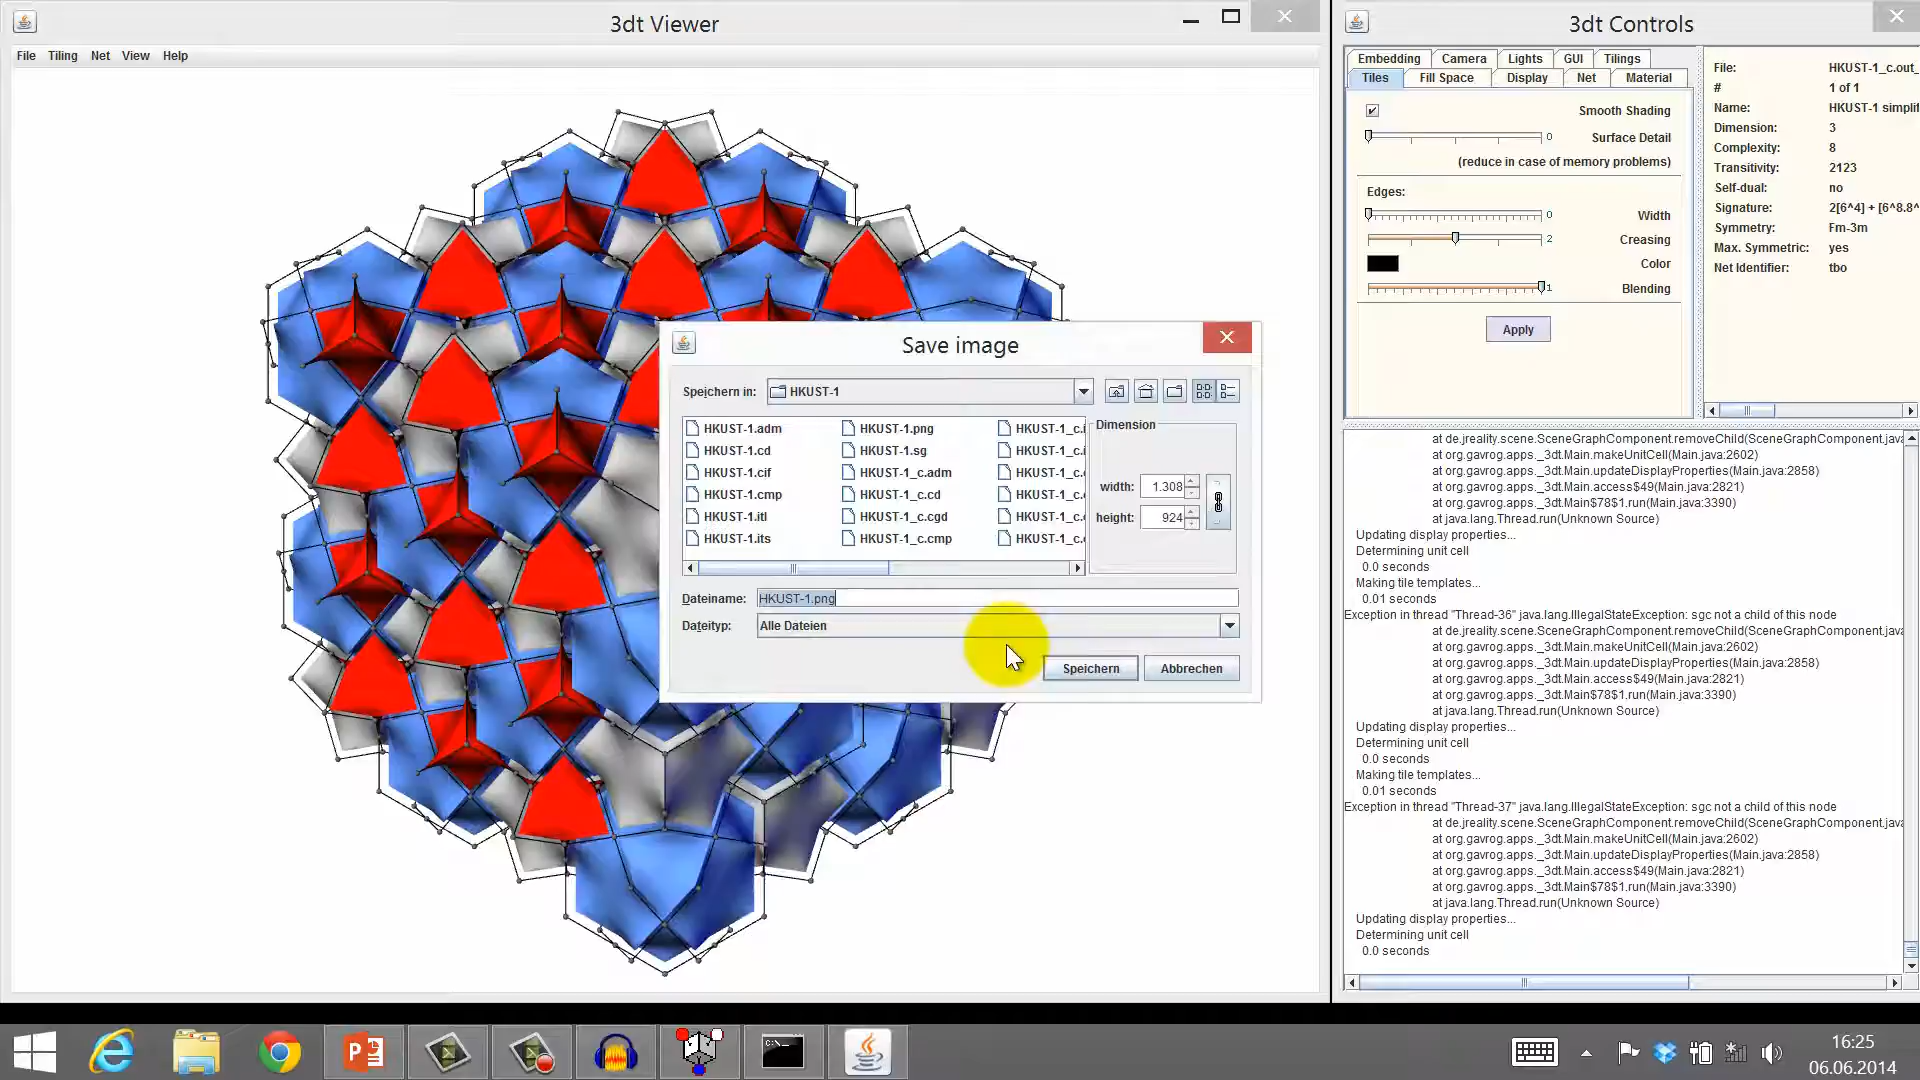 3dt Viewer
File Tiling Net View Help
Save image
Speichern in: HKUST-1
HKUST-1.adm HKUST-1.png HKUST-1_c.i
HKUST-1.cd HKUST-1.sg HKUST-1_c.i
HKUST-1.cif HKUST-1_c.adm HKUST-1_c.
HKUST-1.cmp HKUST-1_c.cd HKUST-1_c.
HKUST-1.itl HKUST-1_c.cgd HKUST-1_c.
HKUST-1.its HKUST-1_c.cmp HKUST-1_c.
Dimension
width: 1.308
height: 924
Dateiname: HKUST-1.png
Dateityp: Alle Dateien
Speichern Abbrechen
3dt Controls
Embedding Camera Lights GUI Tilings
Tiles Fill Space Display Net Material
Smooth Shading
0 Surface Detail
(reduce in case of memory problems)
Edges:
0 Width
2 Creasing
Color
1 Blending
Apply
File: HKUST-1_c.out_
# 1 of 1
Name: HKUST-1 simplif
Dimension: 3
Complexity: 8
Transitivity: 2123
Self-dual: no
Signature: 2[6^4] + [6^8.8^
Symmetry: Fm-3m
Max. Symmetric: yes
Net Identifier: tbo
at de.jreality.scene.SceneGraphComponent.removeChild(SceneGraphComponent.java
at org.gavrog.apps._3dt.Main.makeUnitCell(Main.java:2602)
at org.gavrog.apps._3dt.Main.updateDisplayProperties(Main.java:2858)
at org.gavrog.apps._3dt.Main.access$49(Main.java:2821)
at org.gavrog.apps._3dt.Main$78$1.run(Main.java:3390)
at java.lang.Thread.run(Unknown Source)
Updating display properties...
Determining unit cell
0.0 seconds
Making tile templates...
0.01 seconds
Exception in thread "Thread-36" java.lang.IllegalStateException: sgc not a child of this node
at de.jreality.scene.SceneGraphComponent.removeChild(SceneGraphComponent.java
at org.gavrog.apps._3dt.Main.makeUnitCell(Main.java:2602)
at org.gavrog.apps._3dt.Main.updateDisplayProperties(Main.java:2858)
at org.gavrog.apps._3dt.Main.access$49(Main.java:2821)
at org.gavrog.apps._3dt.Main$78$1.run(Main.java:3390)
at java.lang.Thread.run(Unknown Source)
Updating display properties...
Determining unit cell
0.0 seconds
Making tile templates...
0.01 seconds
Exception in thread "Thread-37" java.lang.IllegalStateException: sgc not a child of this node
at de.jreality.scene.SceneGraphComponent.removeChild(SceneGraphComponent.java
at org.gavrog.apps._3dt.Main.makeUnitCell(Main.java:2602)
at org.gavrog.apps._3dt.Main.updateDisplayProperties(Main.java:2858)
at org.gavrog.apps._3dt.Main.access$49(Main.java:2821)
at org.gavrog.apps._3dt.Main$78$1.run(Main.java:3390)
at java.lang.Thread.run(Unknown Source)
Updating display properties...
Determining unit cell
0.0 seconds
16:25
06.06.2014